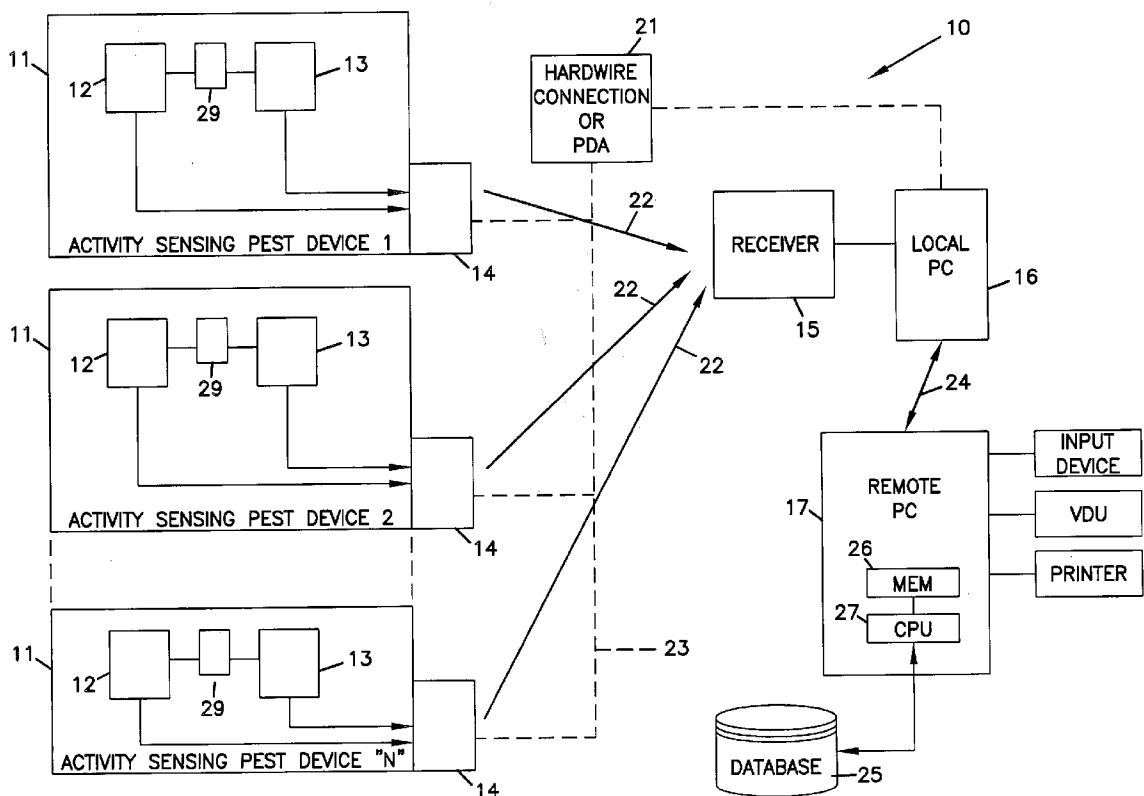 10
21
HARDWIRE
CONNECTION
OR
PDA
11
12
13
29
ACTIVITY SENSING PEST DEVICE 1
14
22
RECEIVER
15
LOCAL
PC
16
11
12
13
29
ACTIVITY SENSING PEST DEVICE 2
14
22
22
24
REMOTE
PC
17
26
MEM
27
CPU
INPUT
DEVICE
VDU
PRINTER
11
12
13
29
ACTIVITY SENSING PEST DEVICE "N"
14
23
DATABASE
25